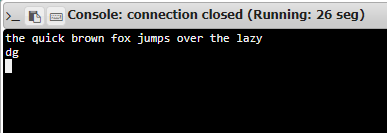 >_ Console: connection closed (Running: 26 seg)
the quick brown fox jumps over the lazy
dg